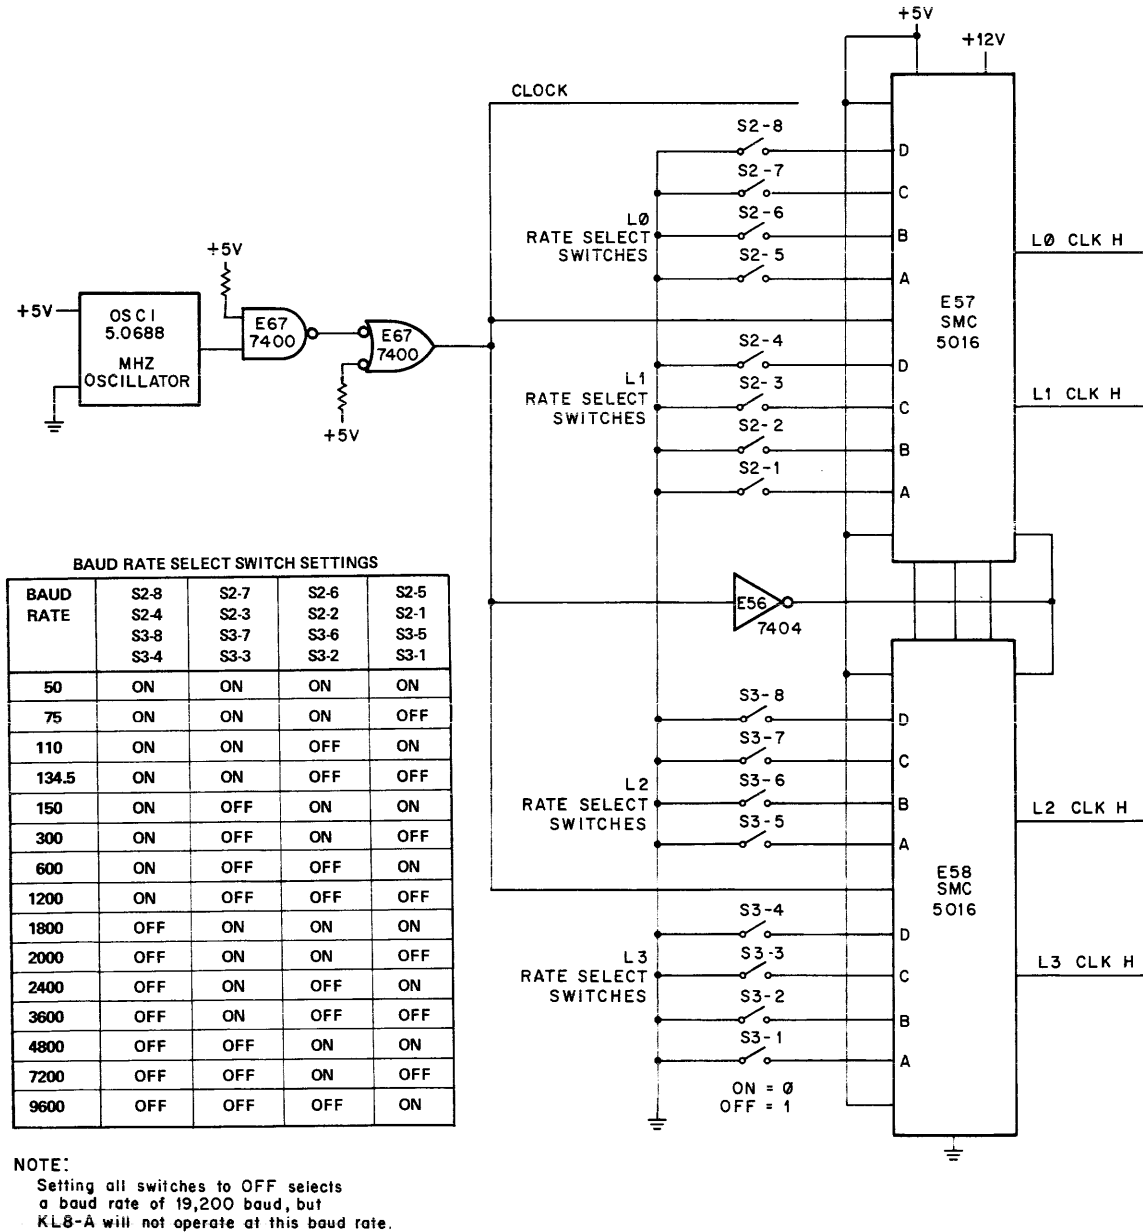 +5V
+12V
CLOCK
S2-8
D
S2-7
C
LØ
RATE SELECT
SWITCHES
S2-6
B
S2-5
A
LØ CLK H
E57
SMC
5016
+5V
+5V
OSCI
5.0688
MHZ
OSCILLATOR
E67
7400
E67
7400
+5V
S2-4
D
L1
RATE SELECT
SWITCHES
S2-3
C
S2-2
B
S2-1
A
L1 CLK H
E56
7404
BAUD RATE SELECT SWITCH SETTINGS
BAUD RATE S2-8 S2-4 S3-8 S3-4 S2-7 S2-3 S3-7 S3-3 S2-6 S2-2 S3-6 S3-2 S2-5 S2-1 S3-5 S3-1
50 ON ON ON ON
75 ON ON ON OFF
110 ON ON OFF ON
134.5 ON ON OFF OFF
150 ON OFF ON ON
300 ON OFF ON OFF
600 ON OFF OFF ON
1200 ON OFF OFF OFF
1800 OFF ON ON ON
2000 OFF ON ON OFF
2400 OFF ON OFF ON
3600 OFF ON OFF OFF
4800 OFF OFF ON ON
7200 OFF OFF ON OFF
9600 OFF OFF OFF ON
S3-8
D
S3-7
C
L2
RATE SELECT
SWITCHES
S3-6
B
S3-5
A
L2 CLK H
E58
SMC
5016
S3-4
D
L3
RATE SELECT
SWITCHES
S3-3
C
S3-2
B
S3-1
A
L3 CLK H
ON = Ø
OFF = 1
NOTE:
Setting all switches to OFF selects
a baud rate of 19,200 baud, but
KL8-A will not operate at this baud rate.